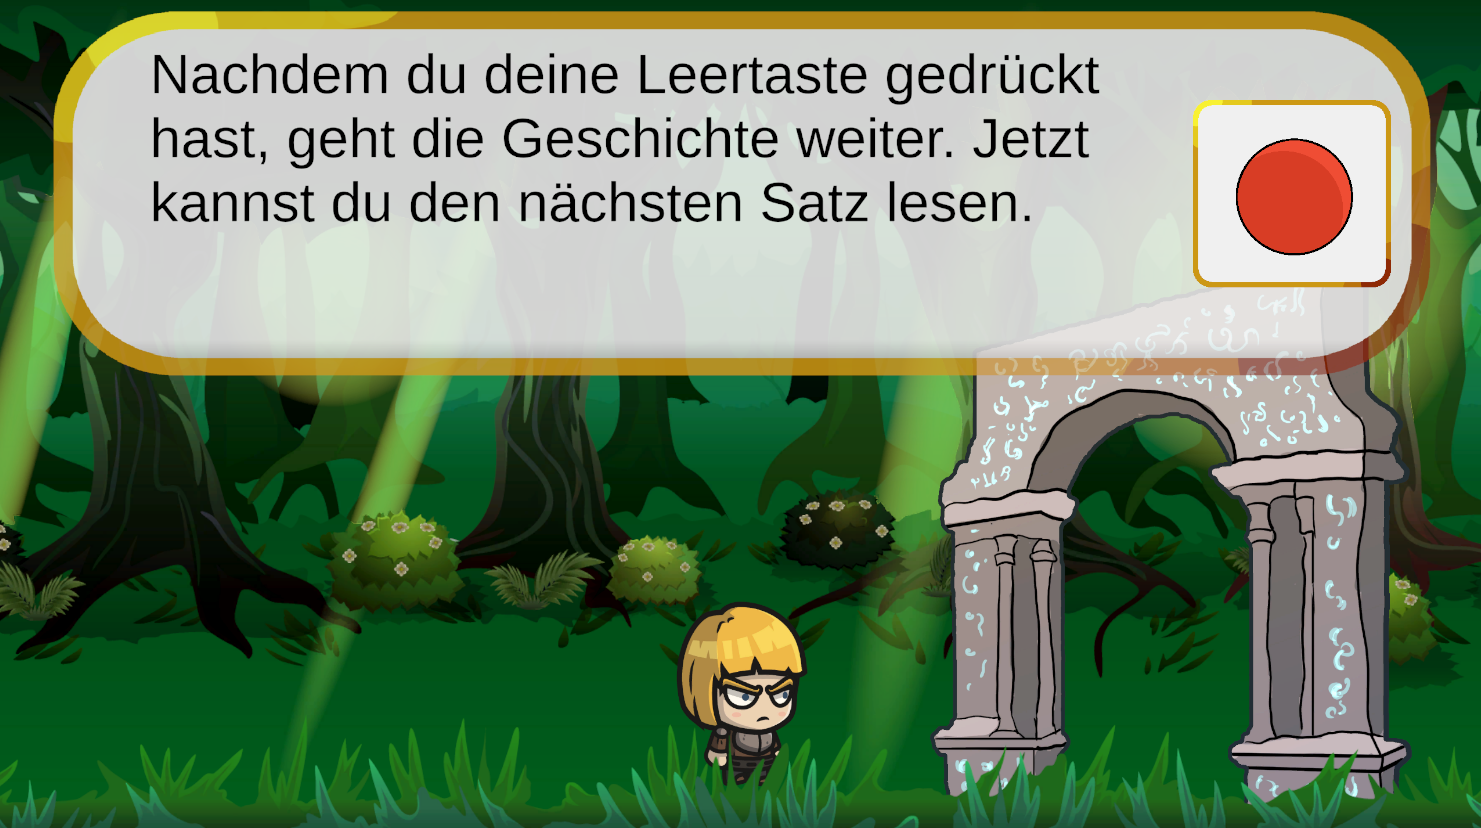 Nachdem du deine Leertaste gedrückt
hast, geht die Geschichte weiter. Jetzt
kannst du den nächsten Satz lesen.